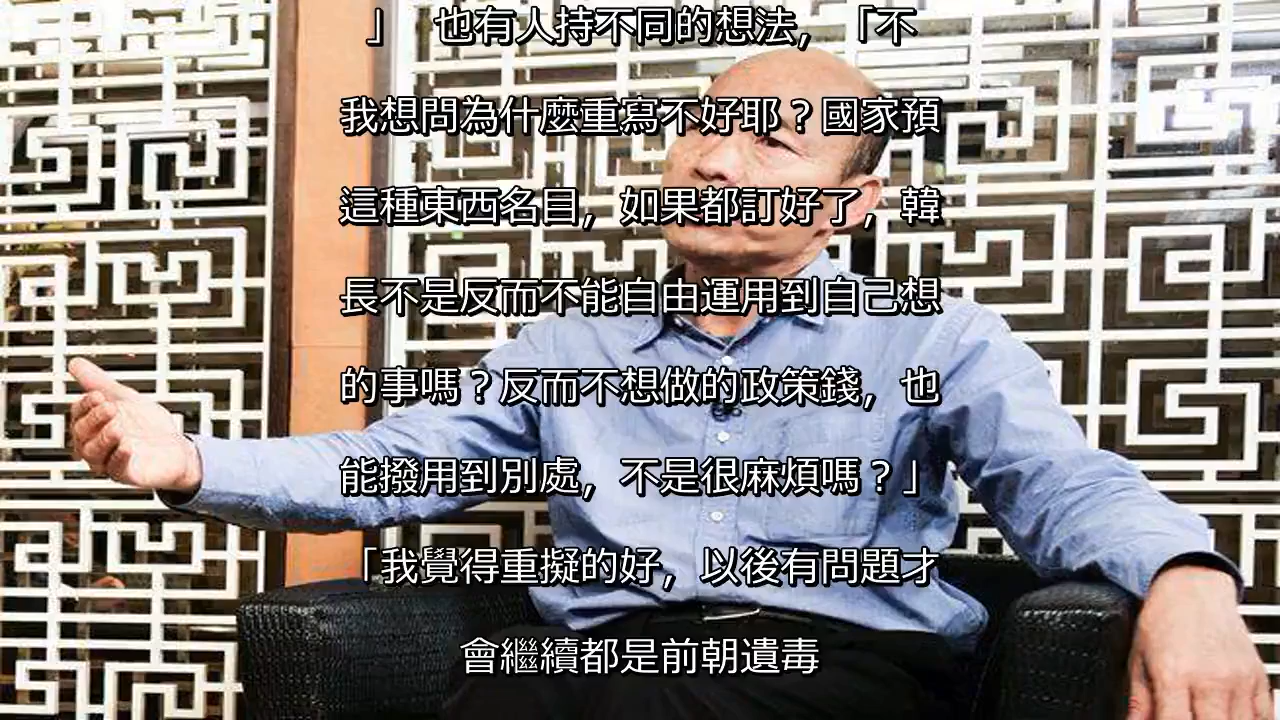 」 也有人持不同的想法，「不
我想問為什麼重寫不好耶？國家預
這種東西名目，如果都訂好了，韓
長不是反而不能自由運用到自己想
的事嗎？反而不想做的政策錢，也
能撥用到別處，不是很麻煩嗎？」
「我覺得重擬的好，以後有問題才
會繼續都是前朝遺毒